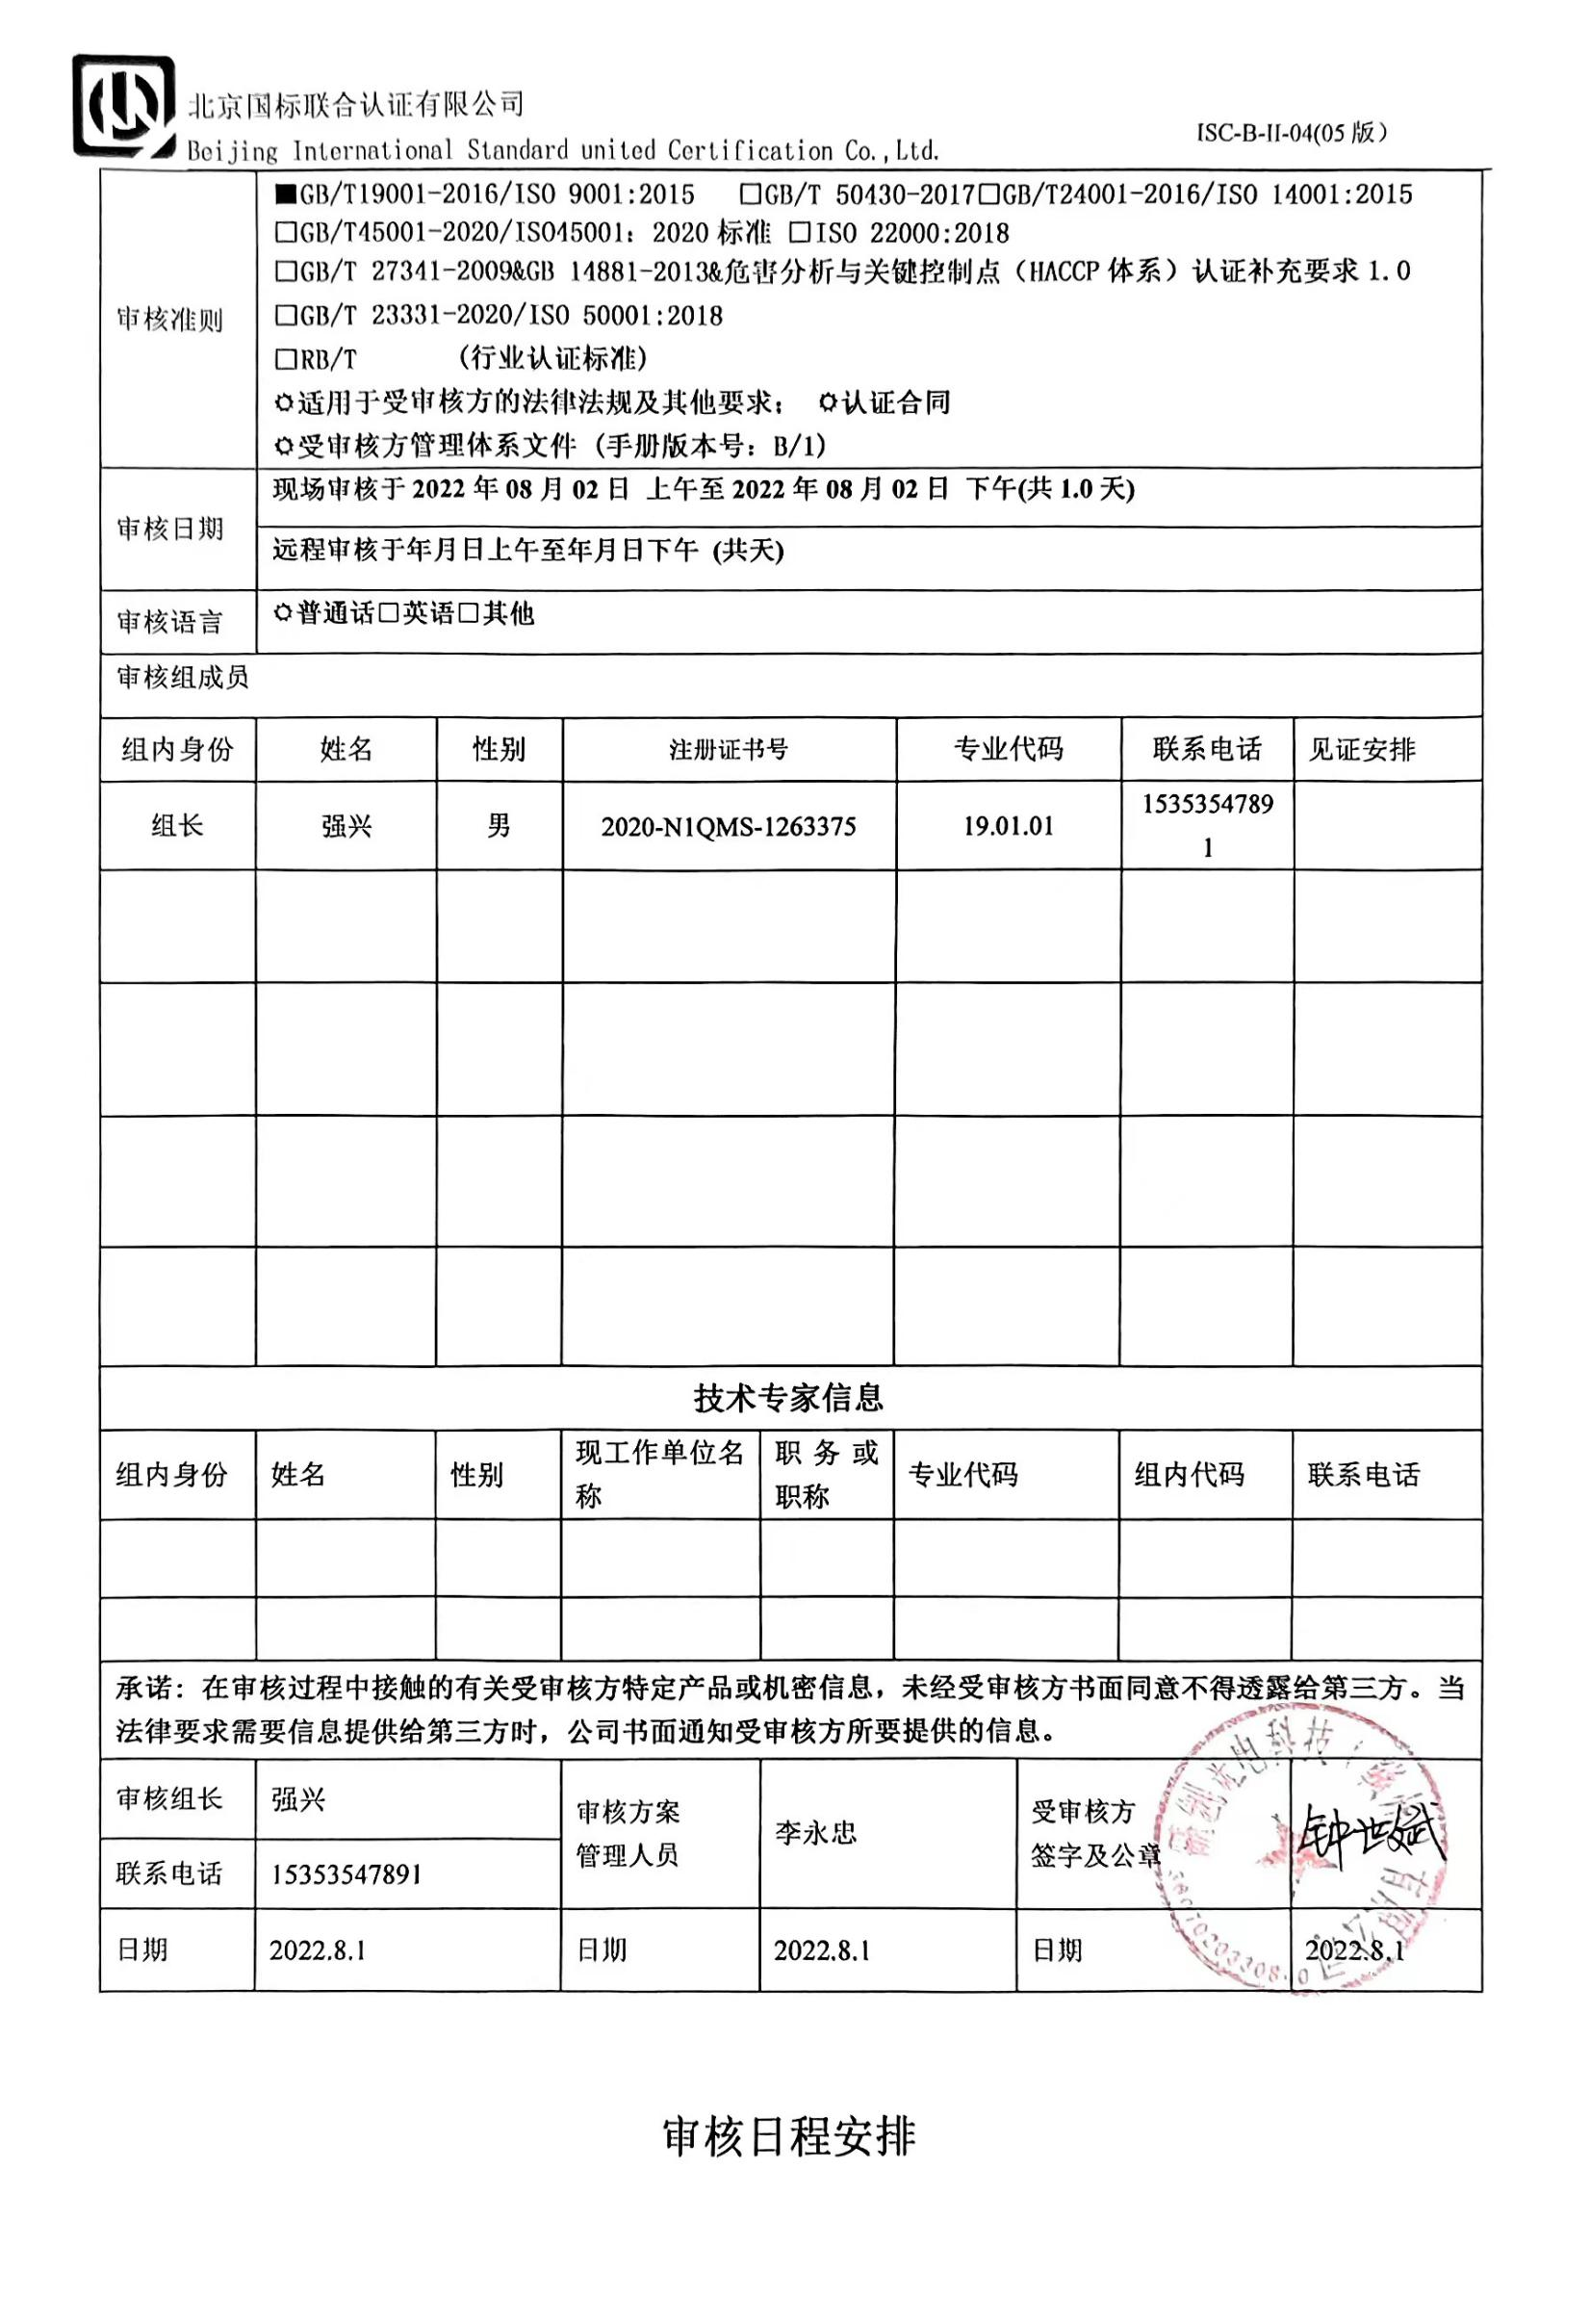 北京国标联合认证有限公司
Beijing International Standard united Certification Co.,Ltd.
ISC-B-II-04(05版)
审核准则
■GB/T19001-2016/ISO 9001:2015 □GB/T 50430-2017□GB/T24001-2016/ISO 14001:2015
□GB/T45001-2020/ISO45001：2020 标准 □ISO 22000:2018
□GB/T 27341-2009&GB 14881-2013&危害分析与关键控制点（HACCP 体系）认证补充要求 1.0
□GB/T 23331-2020/ISO 50001:2018
□RB/T （行业认证标准）
✪适用于受审核方的法律法规及其他要求； ✪认证合同
✪受审核方管理体系文件（手册版本号：B/1）
审核日期
现场审核于 2022 年 08 月 02 日 上午至 2022 年 08 月 02 日 下午(共 1.0 天)
远程审核于年月日上午至年月日下午 (共天)
审核语言
✪普通话□英语□其他
审核组成员
组内身份 姓名 性别 注册证书号 专业代码 联系电话 见证安排
组长 强兴 男 2020-N1QMS-1263375 19.01.01 1535354789
1
技术专家信息
组内身份 姓名 性别 现工作单位名 职 务 或 专业代码 组内代码 联系电话
称 职称
承诺：在审核过程中接触的有关受审核方特定产品或机密信息，未经受审核方书面同意不得透露给第三方。当
法律要求需要信息提供给第三方时，公司书面通知受审核方所要提供的信息。
审核组长 强兴 审核方案 李永忠 受审核方 钟世斌
管理人员 签字及公章
联系电话 15353547891
日期 2022.8.1 日期 2022.8.1 日期 2022.8.1
审核日程安排